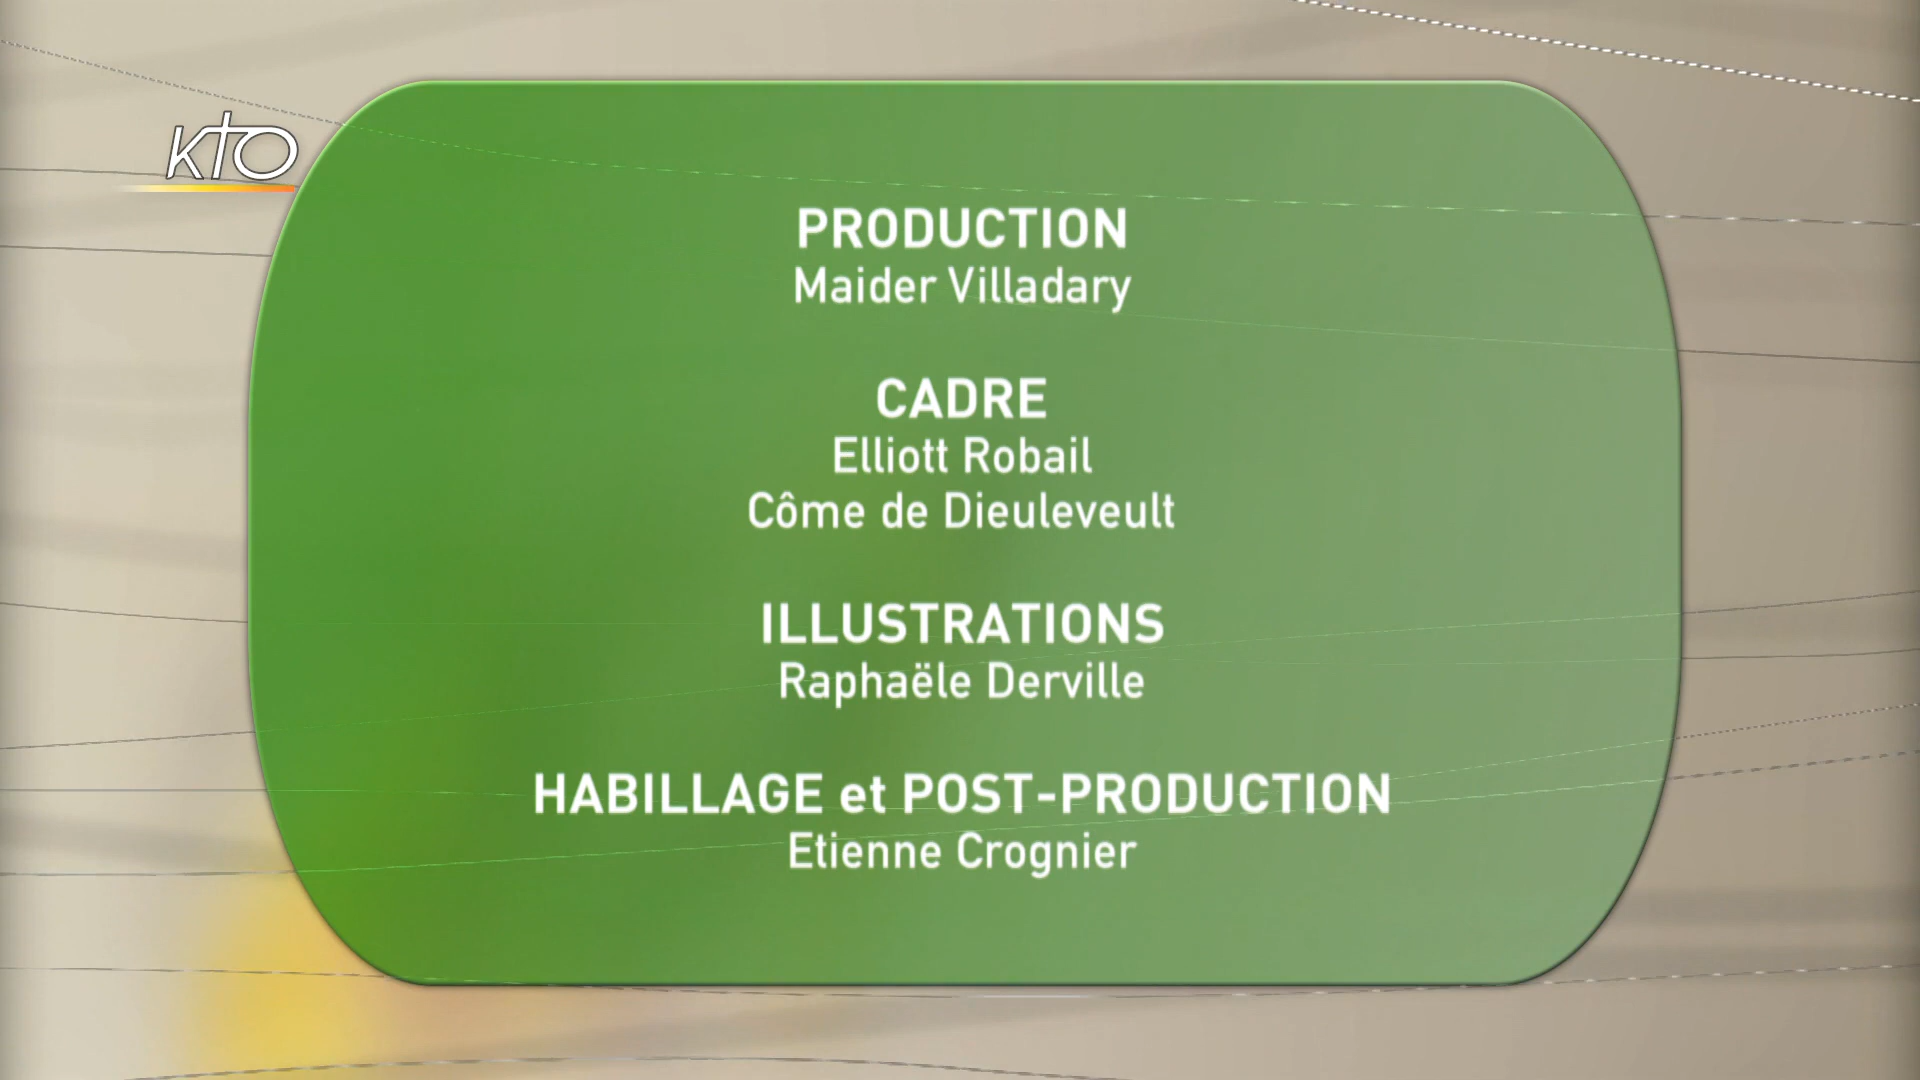 KTO
PRODUCTION
Maider Villadary
CADRE
Elliott Robail
Côme de Dieuleveult
ILLUSTRATIONS
Raphaële Derville
HABILLAGE et POST-PRODUCTION
Etienne Crognier